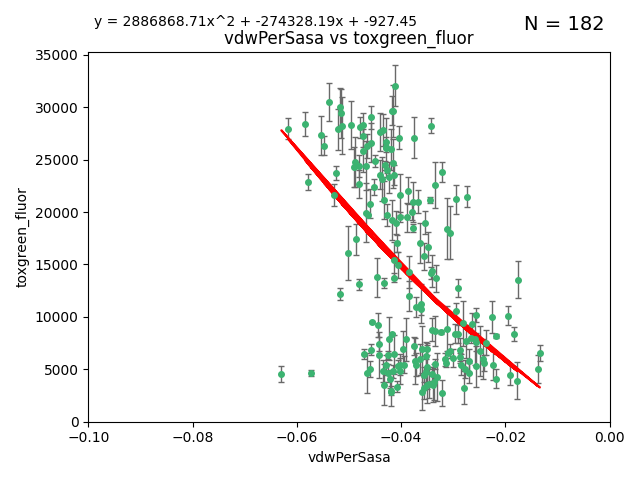 y = 2886868.71x^2 + -274328.19x + -927.45
N = 182
vdwPerSasa vs toxgreen_fluor
35000
30000
25000
20000
15000
10000
5000
0
toxgreen_fluor
−0.10
−0.08
−0.06
−0.04
−0.02
0.00
vdwPerSasa